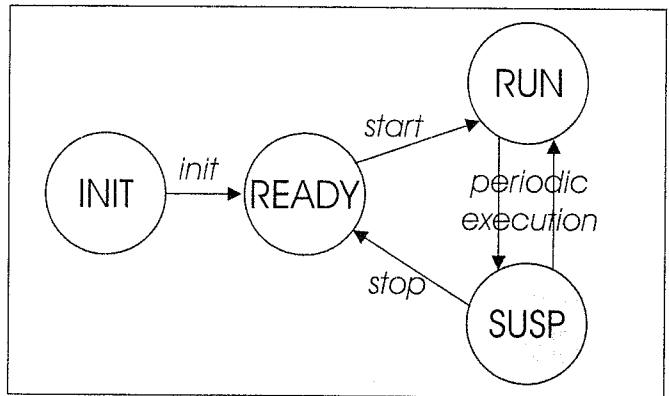 RUN
start
init
INIT
READY
periodic
execution
stop
SUSP